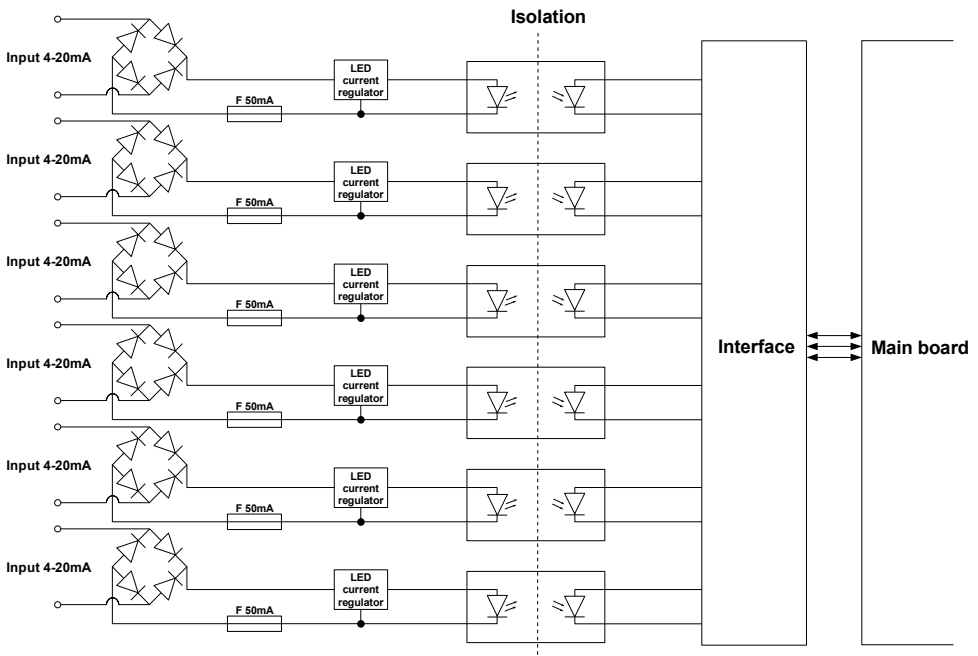 Isolation
Input 4-20mA
LED
current
regulator
F 50mA
Input 4-20mA
LED
current
regulator
F 50mA
Input 4-20mA
LED
current
regulator
F 50mA
Interface
Main board
Input 4-20mA
LED
current
regulator
F 50mA
Input 4-20mA
LED
current
regulator
F 50mA
Input 4-20mA
LED
current
regulator
F 50mA